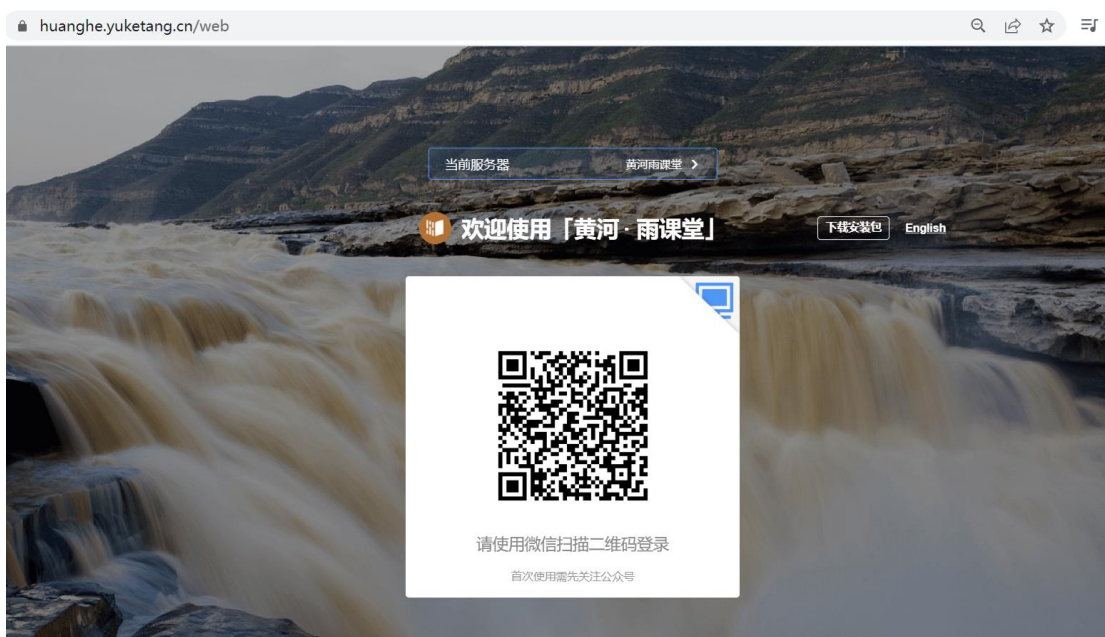 huanghe.yuketang.cn/web
当前服务器 黄河雨课堂
欢迎使用「黄河·雨课堂」 下载安装包 English
请使用微信扫描二维码登录
首次使用需先关注公众号